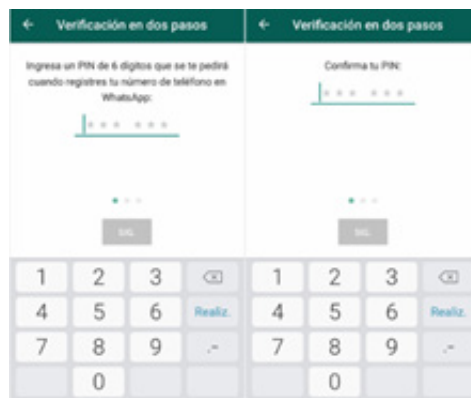 ← Verificación en dos pasos
Ingresa un PIN de 6 dígitos que se te pedirá
cuando registres tu número de teléfono en
WhatsApp:
*** ***
SIG.
1 2 3
4 5 6 Realiz.
7 8 9 .-
0
← Verificación en dos pasos
Confirma tu PIN:
*** ***
SIG.
1 2 3
4 5 6 Realiz.
7 8 9 .-
0